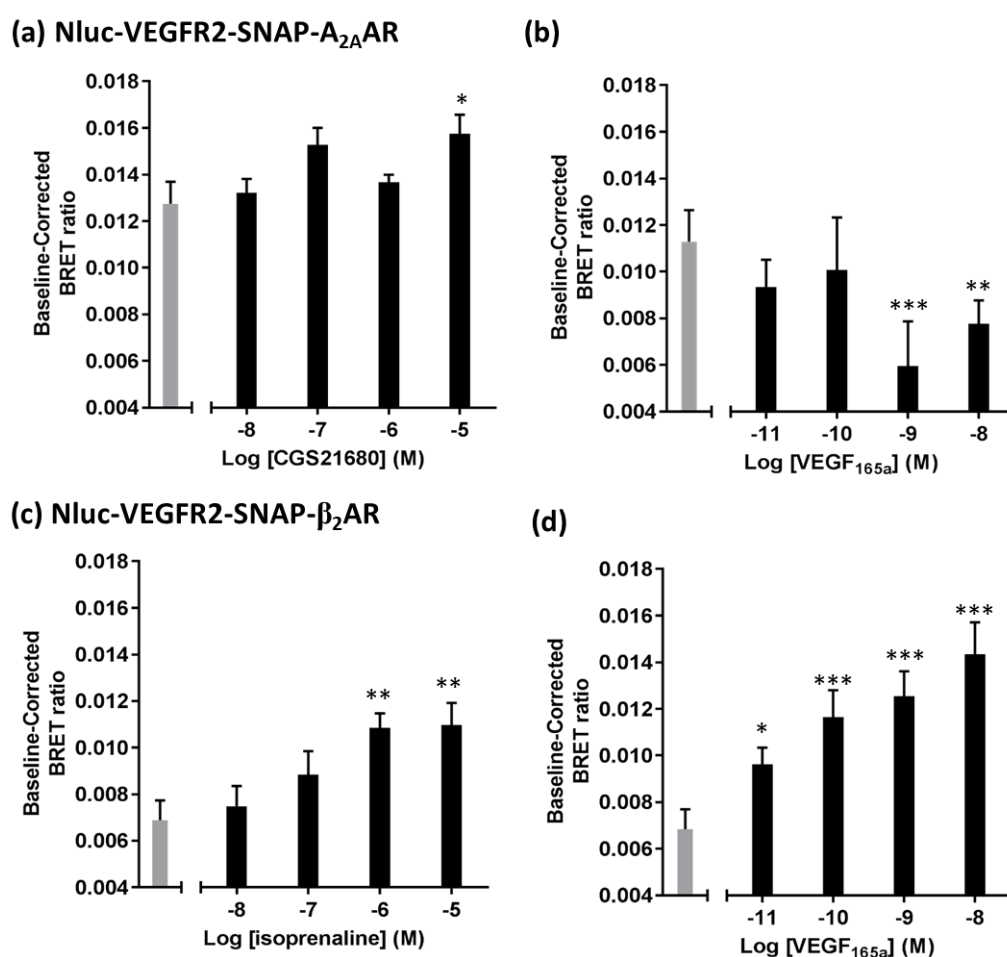 (a) Nluc-VEGFR2-SNAP-A₂ₐAR
0.018
0.016
0.014
0.012
0.010
0.008
0.006
0.004
Baseline-Corrected
BRET ratio
*
-8 -7 -6 -5
Log [CGS21680] (M)
(b)
0.018
0.016
0.014
0.012
0.010
0.008
0.006
0.004
Baseline-Corrected
BRET ratio
*** **
-11 -10 -9 -8
Log [VEGF₁₆₅ₐ] (M)
(c) Nluc-VEGFR2-SNAP-β₂AR
0.018
0.016
0.014
0.012
0.010
0.008
0.006
0.004
Baseline-Corrected
BRET ratio
** **
-8 -7 -6 -5
Log [isoprenaline] (M)
(d)
0.018
0.016
0.014
0.012
0.010
0.008
0.006
0.004
Baseline-Corrected
BRET ratio
* *** *** ***
-11 -10 -9 -8
Log [VEGF₁₆₅ₐ] (M)